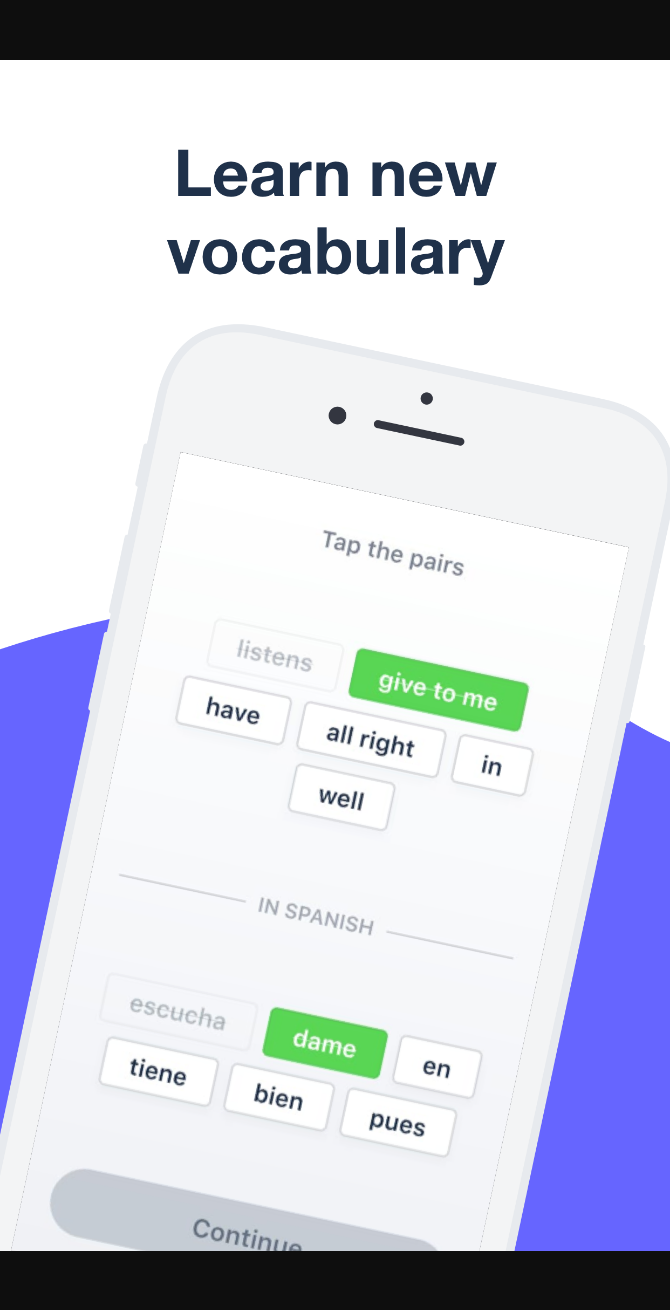 Learn new
vocabulary
Tap the pairs
listens give to me
have all right in
well
IN SPANISH
escucha dame en
tiene bien pues
Continue